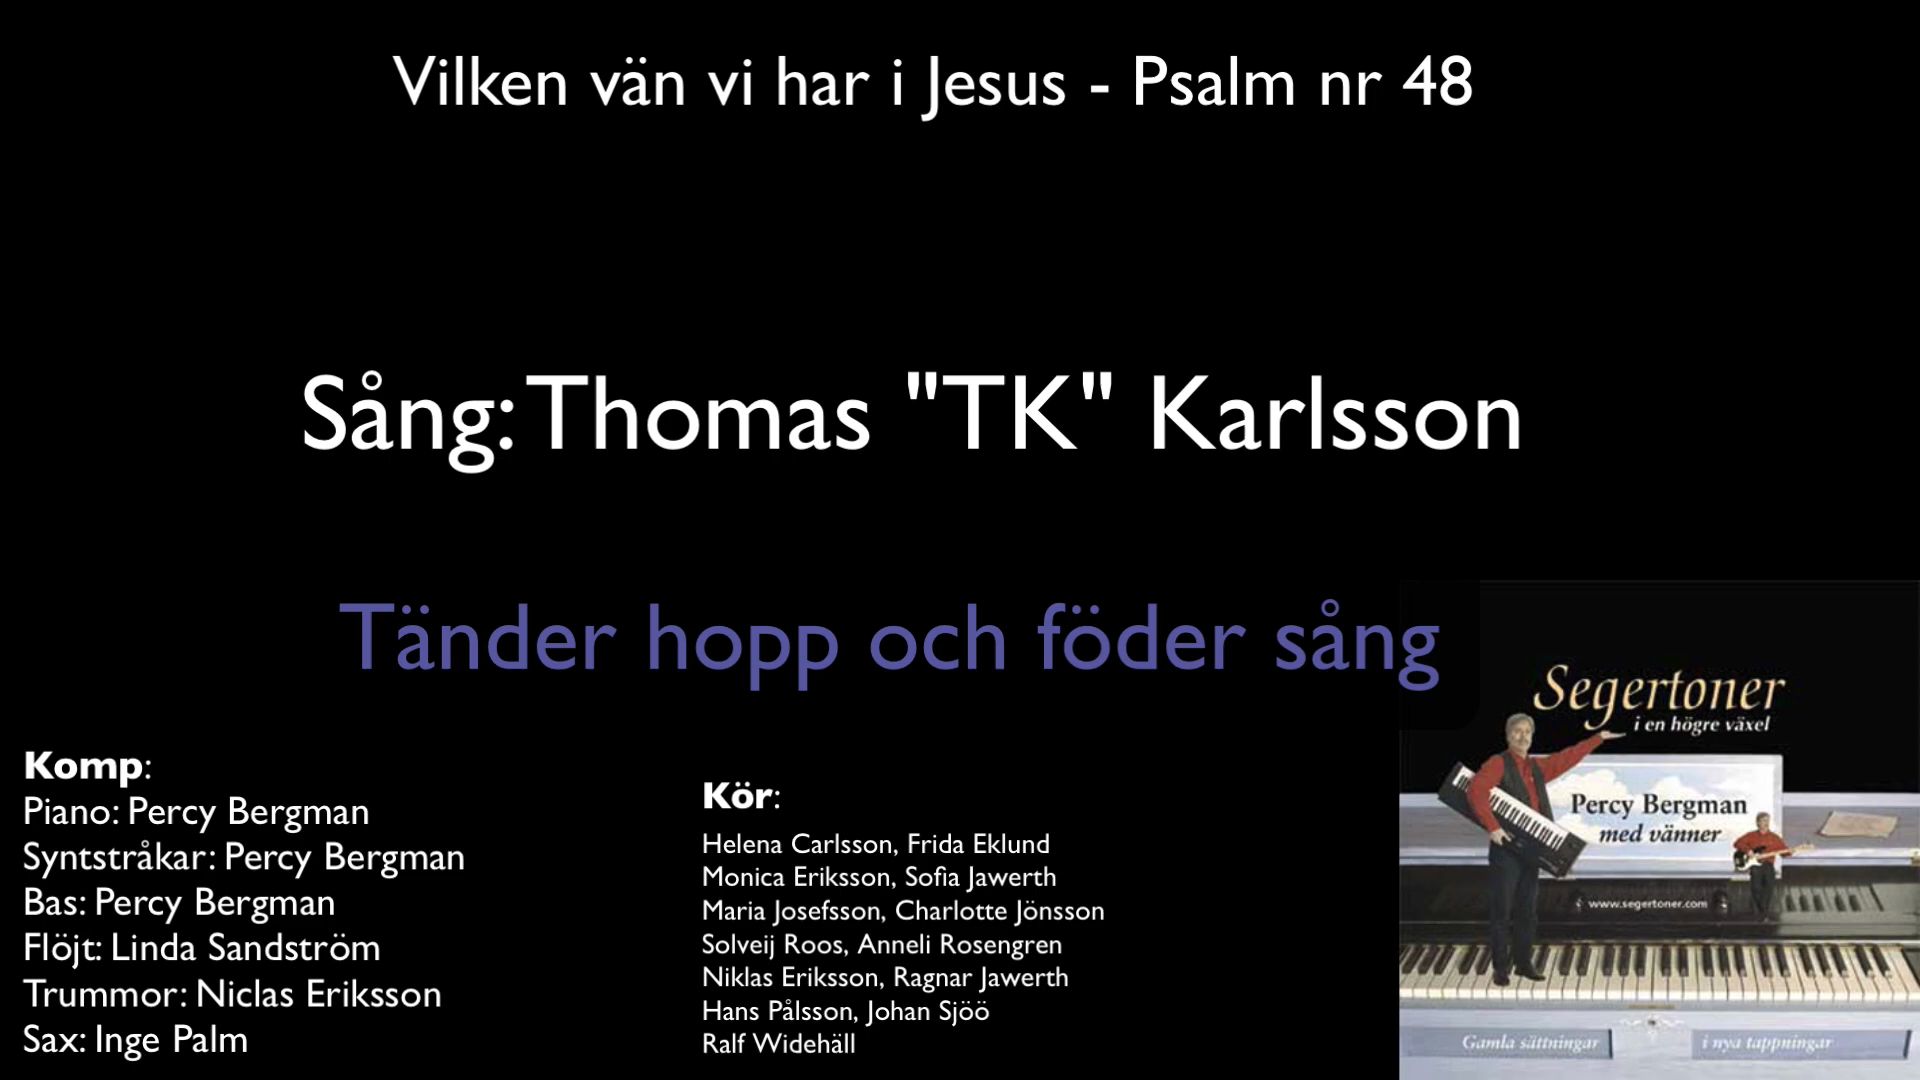 Vilken vän vi har i Jesus - Psalm nr 48
Sång: Thomas "TK" Karlsson
Tänder hopp och föder sång
Komp:
Piano: Percy Bergman
Syntstråkar: Percy Bergman
Bas: Percy Bergman
Flöjt: Linda Sandström
Trummor: Niclas Eriksson
Sax: Inge Palm
Kör:
Helena Carlsson, Frida Eklund
Monica Eriksson, Sofia Jawerth
Maria Josefsson, Charlotte Jönsson
Solveij Roos, Anneli Rosengren
Niklas Eriksson, Ragnar Jawerth
Hans Pålsson, Johan Sjöö
Ralf Widehäll
Segertoner
i en högre växel
Percy Bergman
med vänner
www.segertoner.com
Gamla sättningar
i nya tappningar